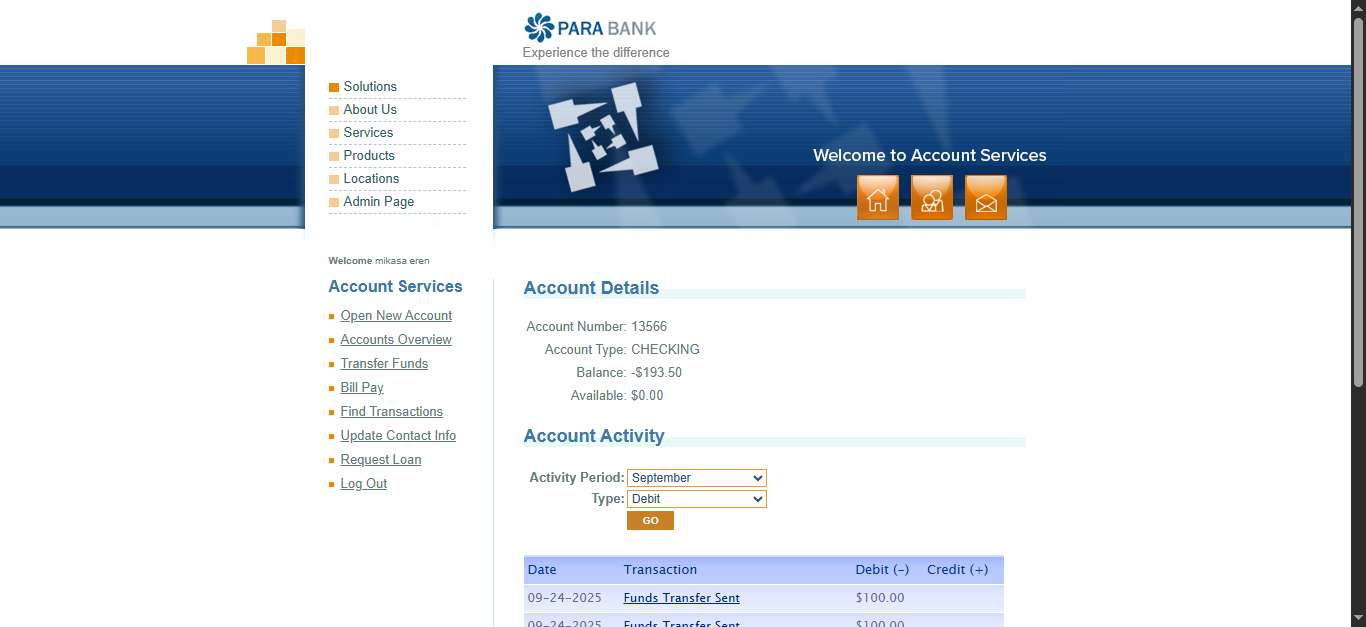 PARA BANK
Experience the difference
Solutions
About Us
Services
Products
Locations
Admin Page
Welcome to Account Services
Welcome mikasa eren
Account Services
Open New Account
Accounts Overview
Transfer Funds
Bill Pay
Find Transactions
Update Contact Info
Request Loan
Log Out
Account Details
Account Number: 13566
Account Type: CHECKING
Balance: -$193.50
Available: $0.00
Account Activity
Activity Period: September
Type: Debit
GO
Date Transaction Debit (-) Credit (+)
09-24-2025 Funds Transfer Sent $100.00
09-24-2025 Funds Transfer Sent $100.00